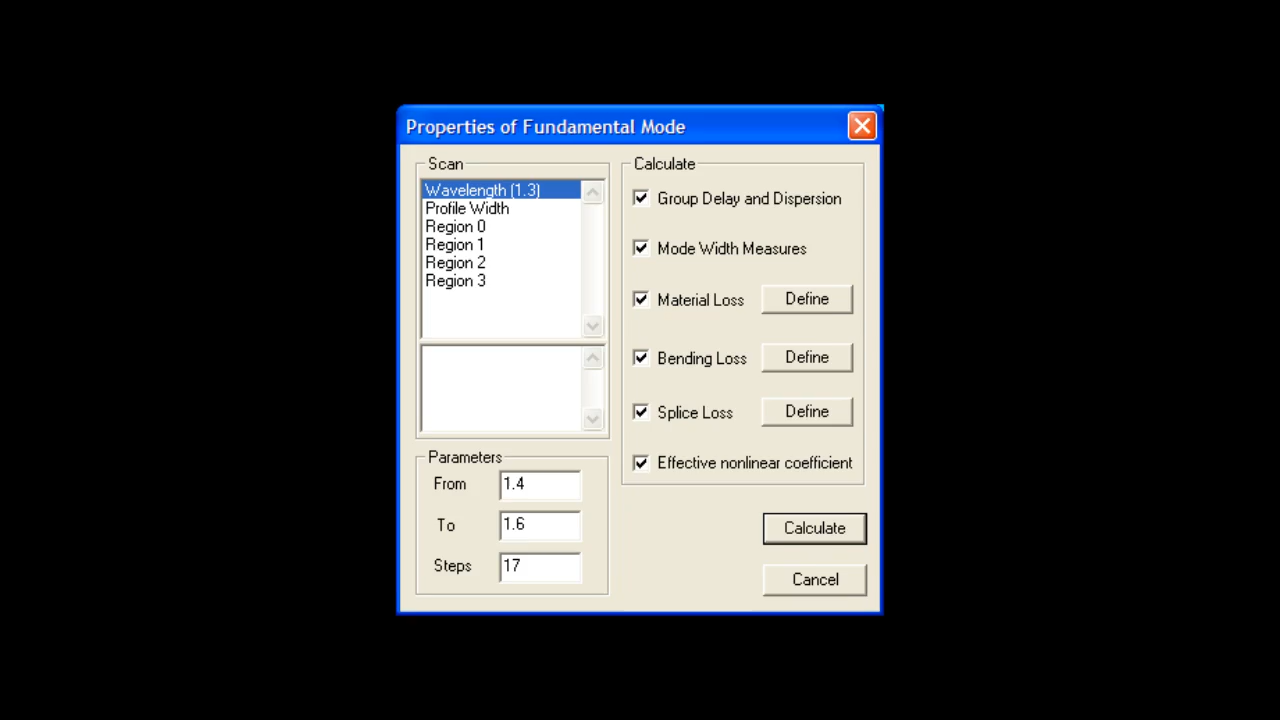 Properties of Fundamental Mode
Scan
Wavelength (1.3)
Profile Width
Region 0
Region 1
Region 2
Region 3
Parameters
From 1.4
To 1.6
Steps 17
Calculate
Group Delay and Dispersion
Mode Width Measures
Material Loss Define
Bending Loss Define
Splice Loss Define
Effective nonlinear coefficient
Calculate
Cancel